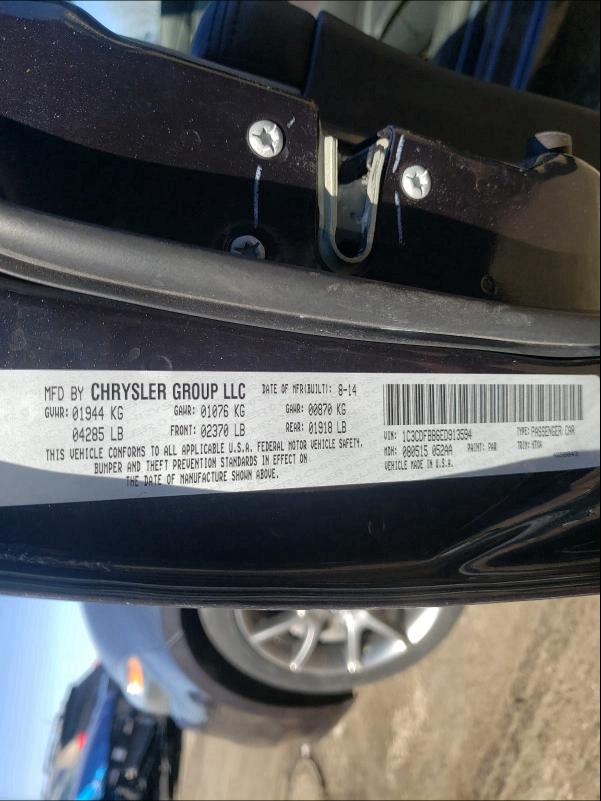 MFD BY CHRYSLER GROUP LLC DATE OF MFR(BUILT): 8-14
GVWR: 01944 KG GAWR: 01076 KG GAWR: 00870 KG
04285 LB FRONT: 02370 LB REAR: 01918 LB
THIS VEHICLE CONFORMS TO ALL APPLICABLE U.S.A. FEDERAL MOTOR VEHICLE SAFETY,
BUMPER AND THEFT PREVENTION STANDARDS IN EFFECT ON
THE DATE OF MANUFACTURE SHOWN ABOVE.
VIN: 1C3CDFBB6ED913594 TYPE: PASSENGER CAR
MDH: 080515 052AA PAINT: PAR TRIM:
VEHICLE MADE IN U.S.A.